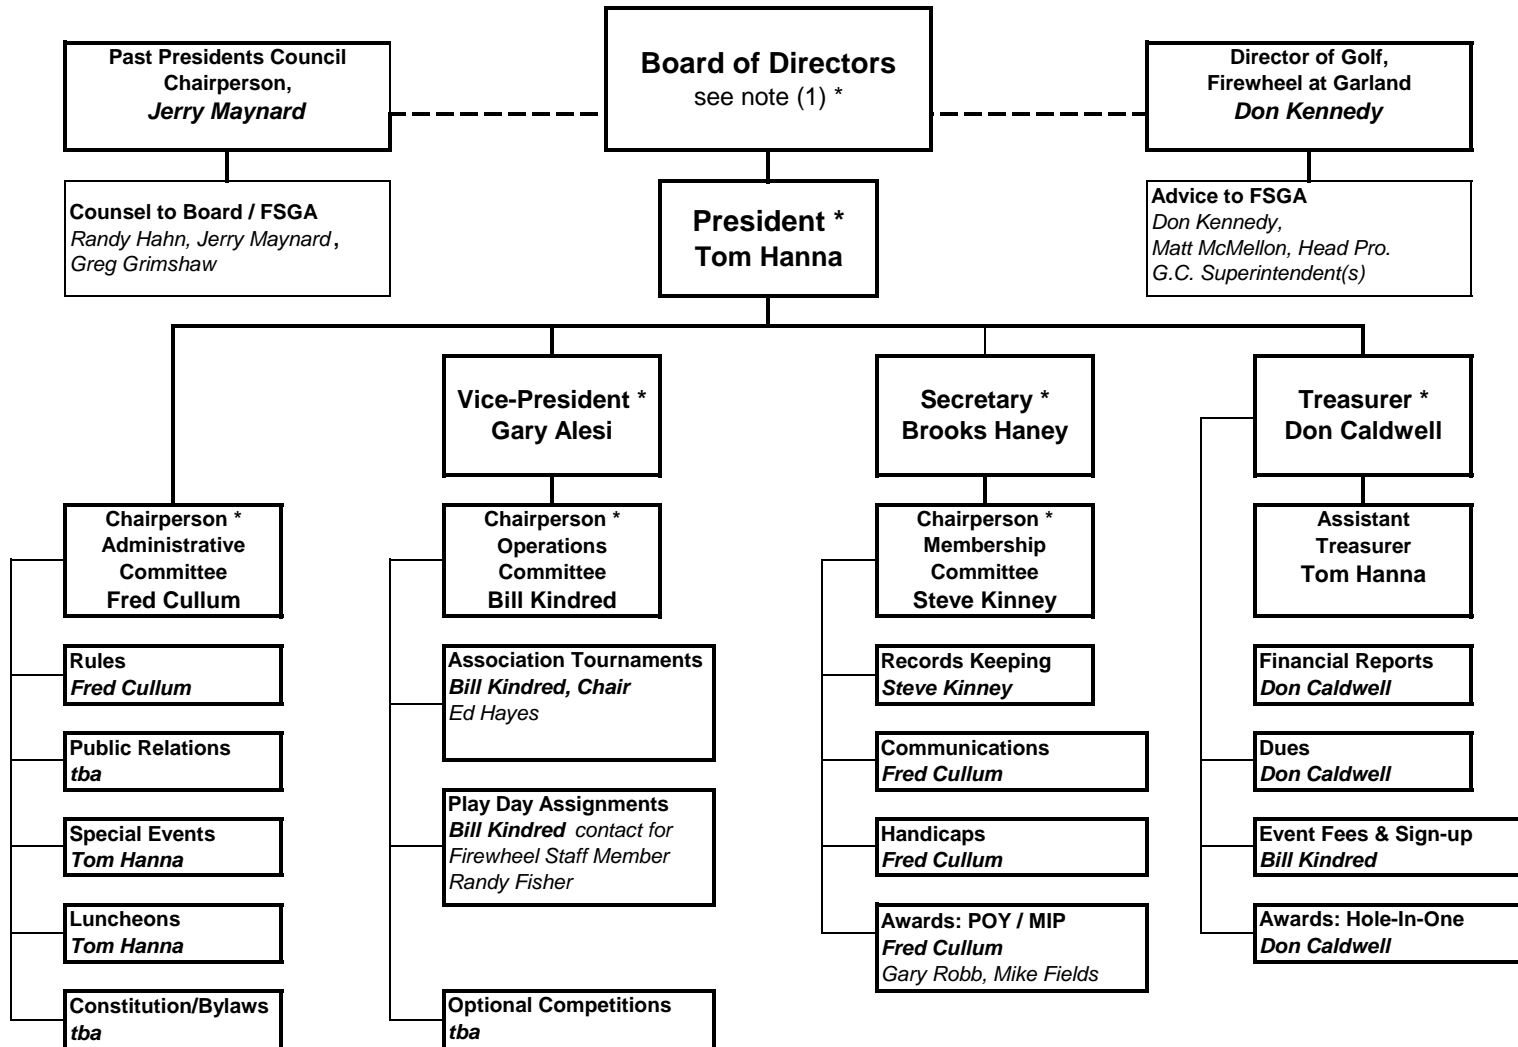 Past Presidents Council
Chairperson,
Jerry Maynard
Board of Directors
see note (1) *
Director of Golf,
Firewheel at Garland
Don Kennedy
Counsel to Board / FSGA
Randy Hahn, Jerry Maynard,
Greg Grimshaw
President *
Tom Hanna
Advice to FSGA
Don Kennedy,
Matt McMellon, Head Pro.
G.C. Superintendent(s)
Vice-President *
Gary Alesi
Secretary *
Brooks Haney
Treasurer *
Don Caldwell
Chairperson *
Administrative
Committee
Fred Cullum
Chairperson *
Operations
Committee
Bill Kindred
Chairperson *
Membership
Committee
Steve Kinney
Assistant
Treasurer
Tom Hanna
Rules
Fred Cullum
Association Tournaments
Bill Kindred, Chair
Ed Hayes
Records Keeping
Steve Kinney
Financial Reports
Don Caldwell
Public Relations
tba
Communications
Fred Cullum
Dues
Don Caldwell
Play Day Assignments
Bill Kindred contact for
Firewheel Staff Member
Randy Fisher
Special Events
Tom Hanna
Handicaps
Fred Cullum
Event Fees & Sign-up
Bill Kindred
Luncheons
Tom Hanna
Awards: POY / MIP
Fred Cullum
Gary Robb, Mike Fields
Awards: Hole-In-One
Don Caldwell
Constitution/Bylaws
tba
Optional Competitions
tba